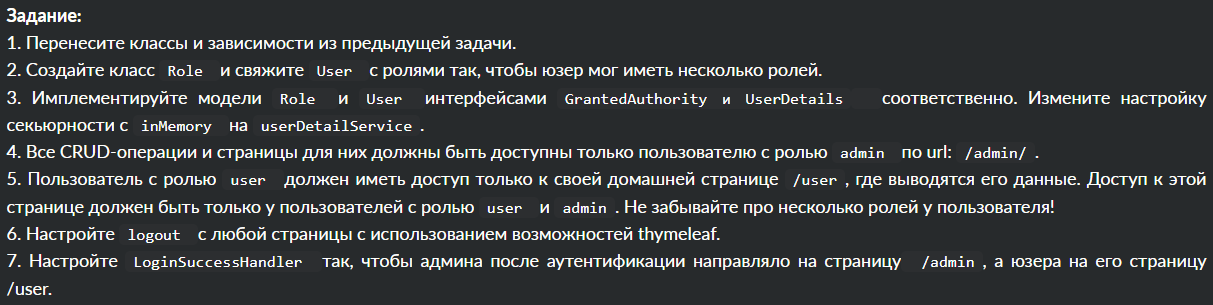 Задание:
1. Перенесите классы и зависимости из предыдущей задачи.
2. Создайте класс Role и свяжите User с ролями так, чтобы юзер мог иметь несколько ролей.
3. Имплементируйте модели Role и User интерфейсами GrantedAuthority и UserDetails соответственно. Измените настройку
секьюрности с inMemory на userDetailService.
4. Все CRUD-операции и страницы для них должны быть доступны только пользователю с ролью admin по url: /admin/.
5. Пользователь с ролью user должен иметь доступ только к своей домашней странице /user, где выводятся его данные. Доступ к этой
странице должен быть только у пользователей с ролью user и admin. Не забывайте про несколько ролей у пользователя!
6. Настройте logout с любой страницы с использованием возможностей thymeleaf.
7. Настройте LoginSuccessHandler так, чтобы админа после аутентификации направляло на страницу /admin, а юзера на его страницу
/user.